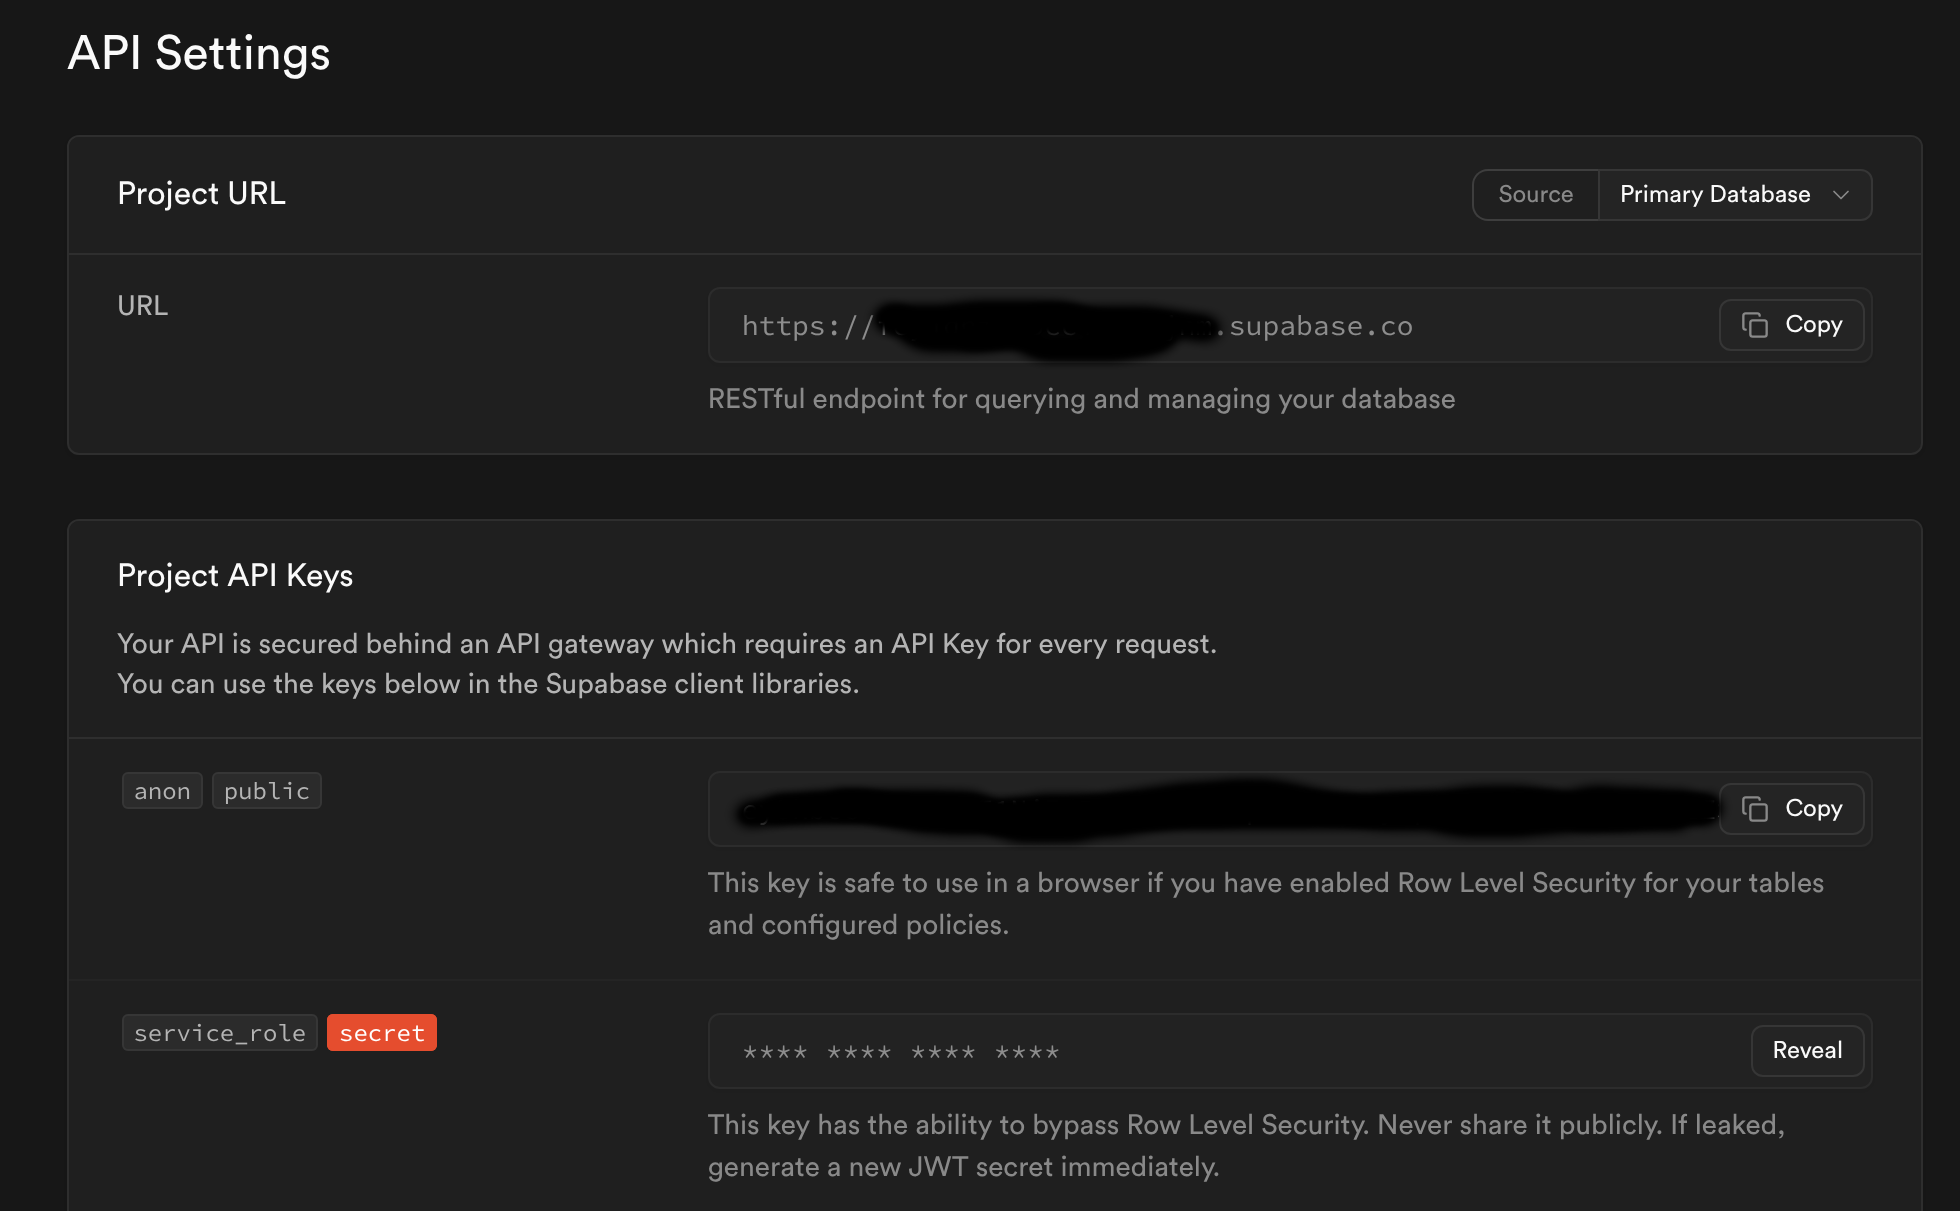 API Settings
Project URL
Source Primary Database
URL
https:// .supabase.co
Copy
RESTful endpoint for querying and managing your database
Project API Keys
Your API is secured behind an API gateway which requires an API Key for every request.
You can use the keys below in the Supabase client libraries.
anon public
Copy
This key is safe to use in a browser if you have enabled Row Level Security for your tables
and configured policies.
service_role secret
**** **** **** ****
Reveal
This key has the ability to bypass Row Level Security. Never share it publicly. If leaked,
generate a new JWT secret immediately.